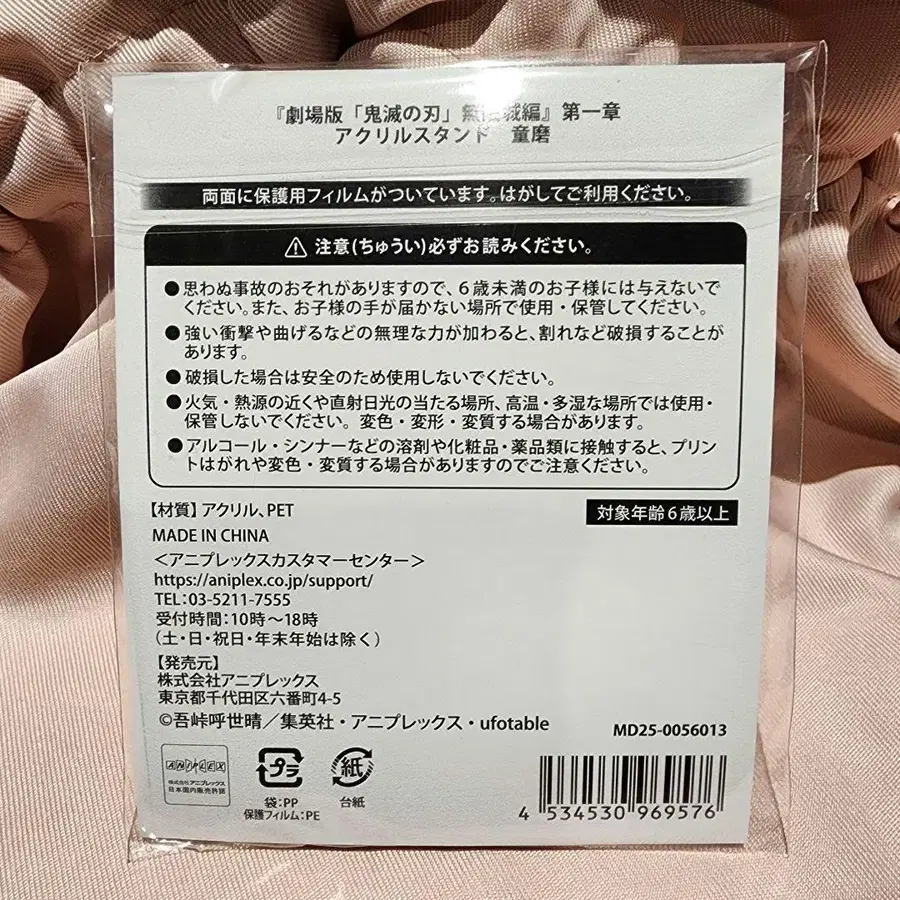 『劇場版「鬼滅の刃」無限城編』第一章
アクリルスタンド 童磨
両面に保護用フィルムがついています。はがしてご利用ください。
注意(ちゅうい)必ずお読みください。
●思わぬ事故のおそれがありますので、6歳未満のお子様には与えないで
ください。また、お子様の手が届かない場所で使用・保管してください。
●強い衝撃や曲げるなどの無理な力が加わると、割れなど破損することが
あります。
●破損した場合は安全のため使用しないでください。
●火気・熱源の近くや直射日光の当たる場所、高温・多湿な場所では使用・
保管しないでください。 変色・変形・変質する場合があります。
●アルコール・シンナーなどの溶剤や化粧品・薬品類に接触すると、プリン
トはがれや変色・変質する場合がありますのでご注意ください。
【材質】アクリル、PET
対象年齢6歳以上
MADE IN CHINA
＜アニプレックスカスタマーセンター＞
https://aniplex.co.jp/support/
TEL:03-5211-7555
受付時間:10時～18時
(土・日・祝日・年末年始は除く)
【発売元】
株式会社アニプレックス
東京都千代田区六番町4-5
©吾峠呼世晴／集英社・アニプレックス・ufotable
MD25-0056013
ANIPLEX
株式会社アニプレックス
日本国内販売許諾
プラ
袋:PP
保護フィルム:PE
紙
台紙
4 534530 969576